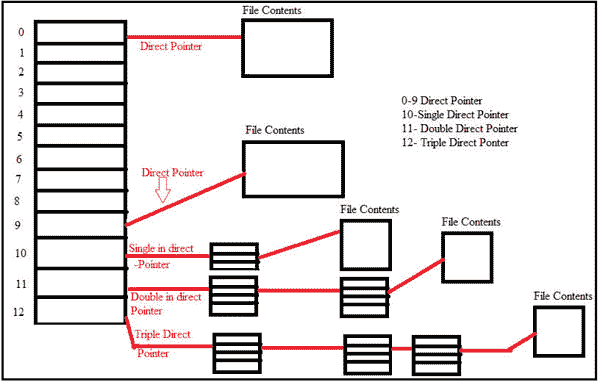 File Contents
0
1
2
3
4
5
6
7
8
9
10
11
12
Direct Pointer
0-9 Direct Pointer
10-Single Direct Pointer
11- Double Direct Pointer
12- Triple Direct Ponter
File Contents
Direct Pointer
File Contents
Single in direct
-Pointer
File Contents
Double in direct
Pointer
File Contents
Triple Direct
Pointer